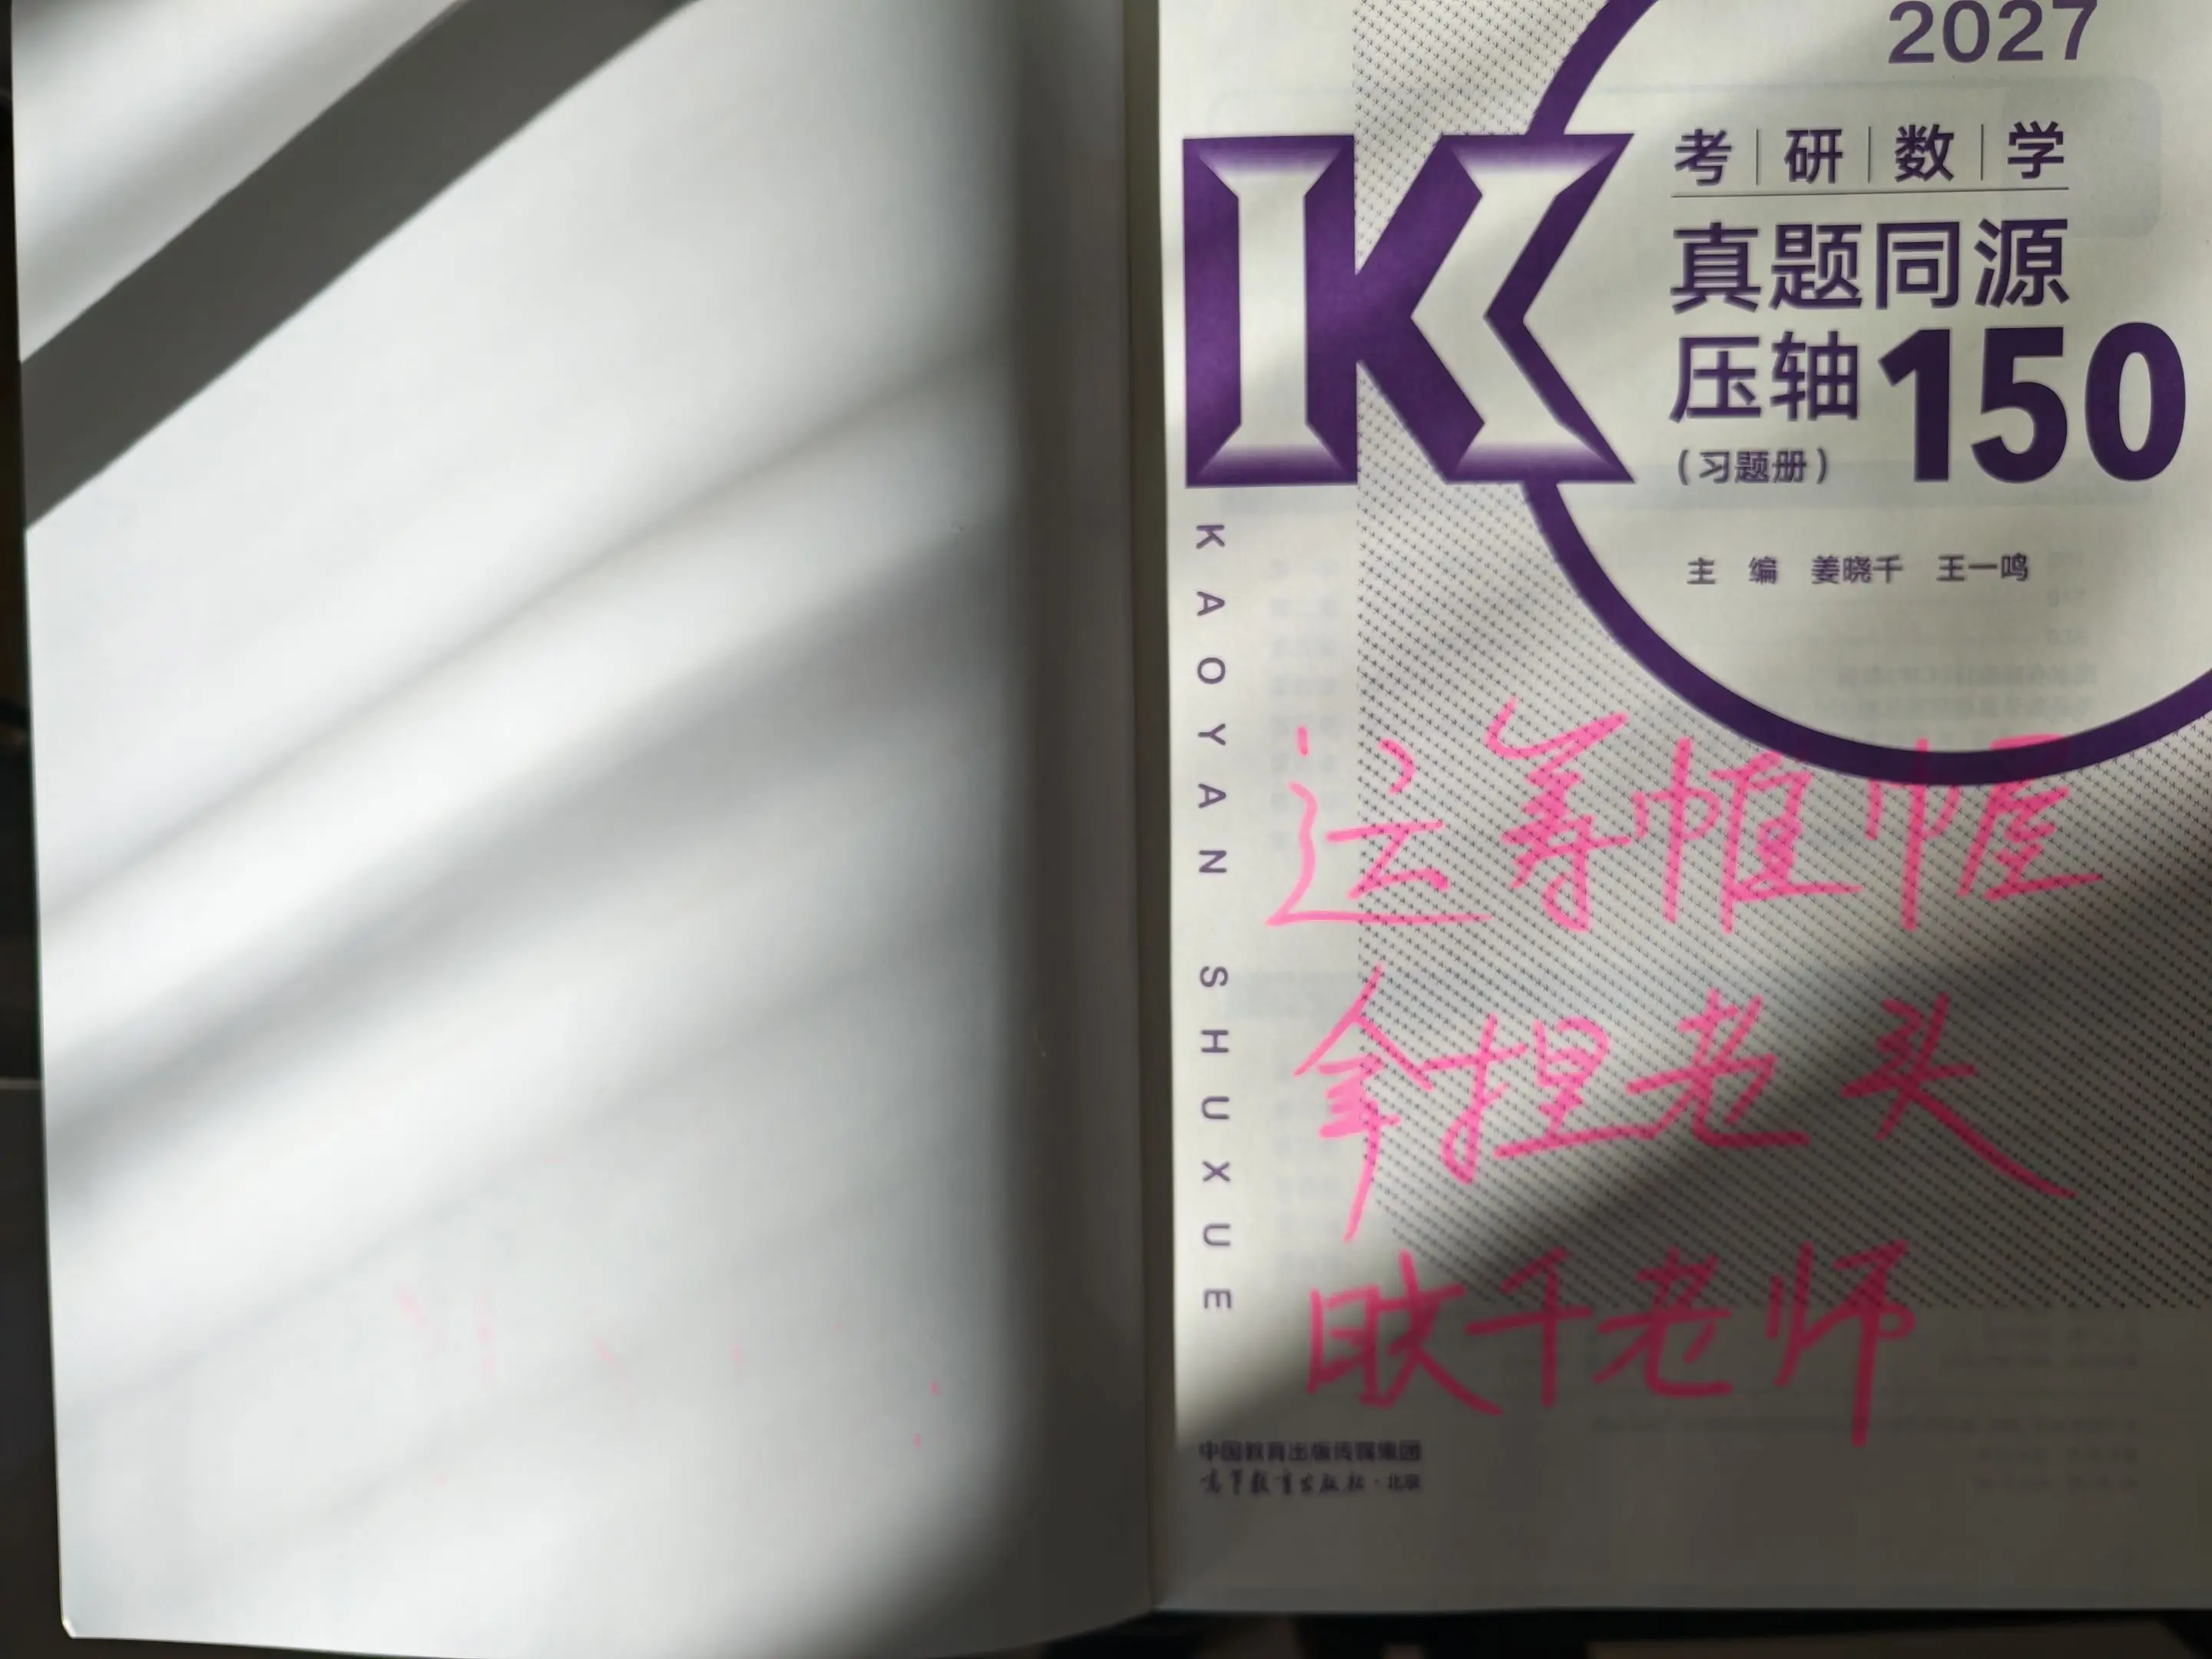 2027
考研数学
真题同源
压轴150
（习题册）
主 编 姜晓千 王一鸣
KAOYAN SHUXUE
运筹帷幄
拿捏老头
千老师
中国教育出版传媒集团
高等教育出版社·北京